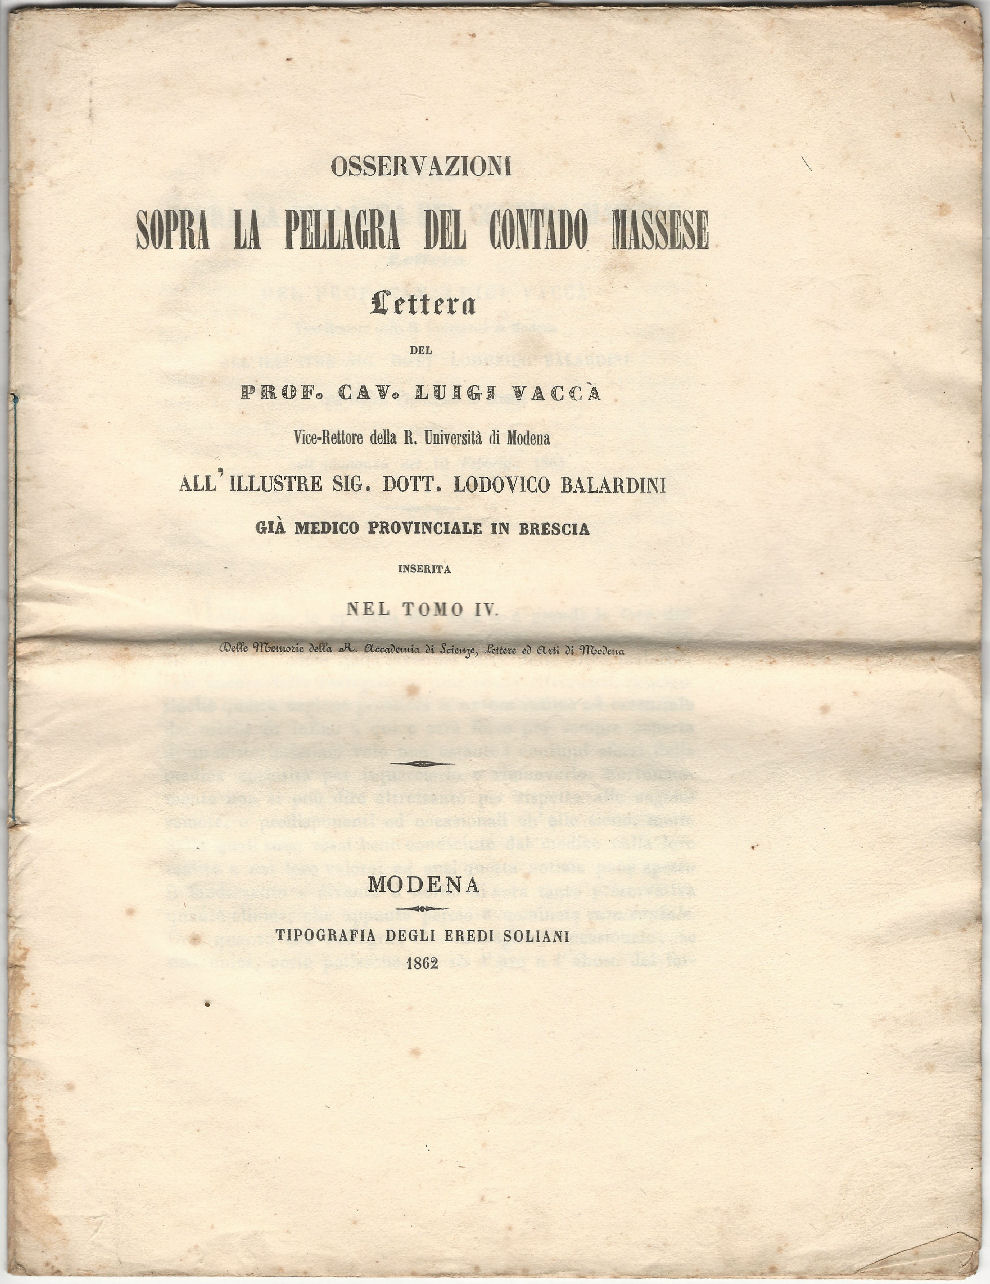 OSSERVAZIONI
SOPRA LA PELLAGRA DEL CONTADO MASSESE
Lettera
DEL
PROF. CAV. LUIGI VACCÀ
Vice-Rettore della R. Università di Modena
ALL'ILLUSTRE SIG. DOTT. LODOVICO BALARDINI
GIÀ MEDICO PROVINCIALE IN BRESCIA
INSERITA
NEL TOMO IV.
Delle Memorie della R. Accademia di Scienze, Lettere ed Arti di Modena
MODENA
TIPOGRAFIA DEGLI EREDI SOLIANI
1862